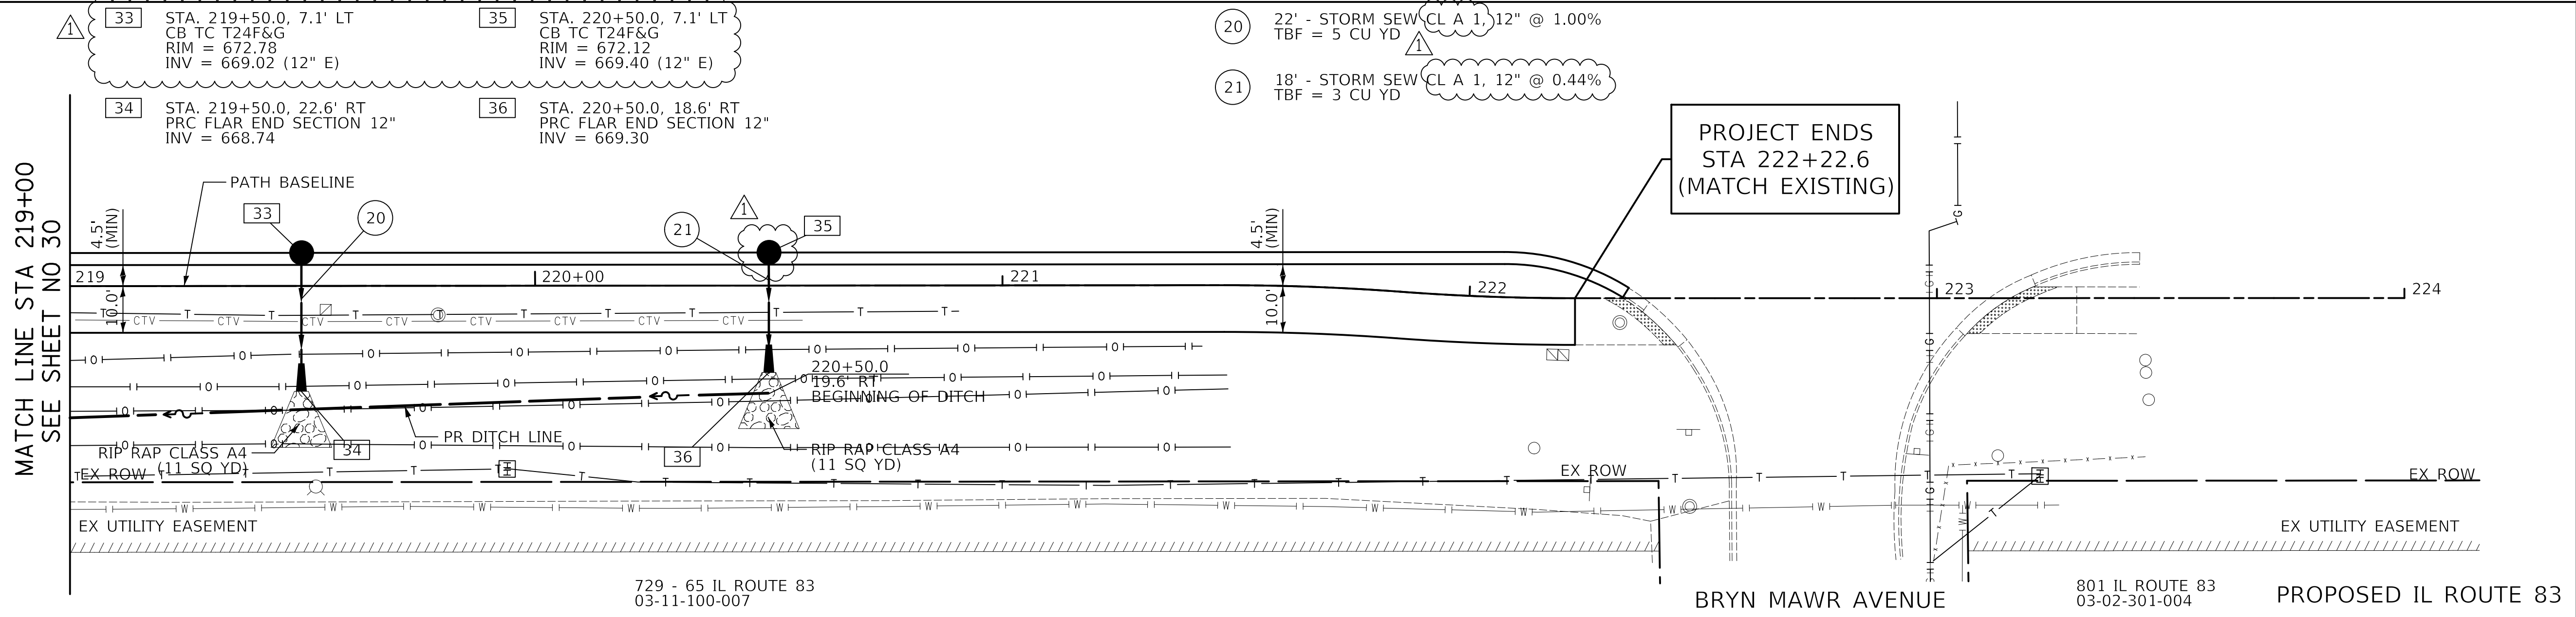 33
STA. 219+50.0, 7.1' LT
CB TC T24F&G
RIM = 672.78
INV = 669.02 (12" E)
35
STA. 220+50.0, 7.1' LT
CB TC T24F&G
RIM = 672.12
INV = 669.40 (12" E)
1
34
STA. 219+50.0, 22.6' RT
PRC FLAR END SECTION 12"
INV = 668.74
36
STA. 220+50.0, 18.6' RT
PRC FLAR END SECTION 12"
INV = 669.30
20
22' - STORM SEW CL A 1, 12" @ 1.00%
TBF = 5 CU YD
1
21
18' - STORM SEW CL A 1, 12" @ 0.44%
TBF = 3 CU YD
PROJECT ENDS
STA 222+22.6
(MATCH EXISTING)
MATCH LINE STA 219+00
SEE SHEET NO 30
PATH BASELINE
33
20
21
1
35
4.5'
(MIN)
4.5'
(MIN)
219
220+00
221
222
223
224
10.0'
10.0'
T T T T T T T T T T T
CTV CTV CTV CTV CTV CTV CTV CTV
G
G
G
G
G
G
O O O O O O O O
O O O O O O O O
220+50.0
19.6' RT
BEGINNING OF DITCH
O O O O O O O O
PR DITCH LINE
O O O O O O O O
RIP RAP CLASS A4
(11 SQ YD)
34
36
RIP RAP CLASS A4
(11 SQ YD)
EX ROW
EX ROW
EX ROW
T T T T T T T T T T T T T T T T T T T T T T T T
W W W W W W W W W W W W W
W
EX UTILITY EASEMENT
EX UTILITY EASEMENT
729 - 65 IL ROUTE 83
03-11-100-007
BRYN MAWR AVENUE
801 IL ROUTE 83
03-02-301-004
PROPOSED IL ROUTE 83